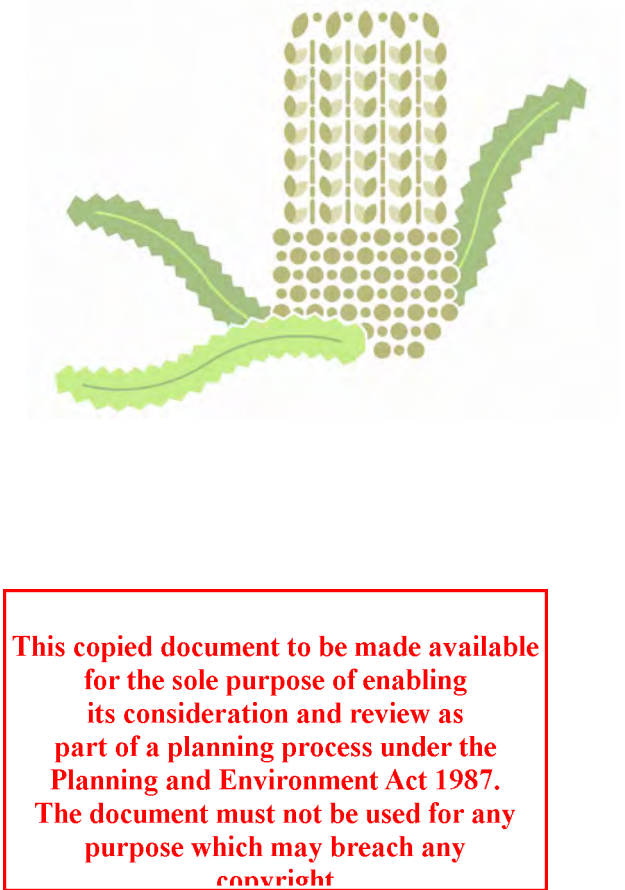 This copied document to be made available
for the sole purpose of enabling
its consideration and review as
part of a planning process under the
Planning and Environment Act 1987.
The document must not be used for any
purpose which may breach any
copyright